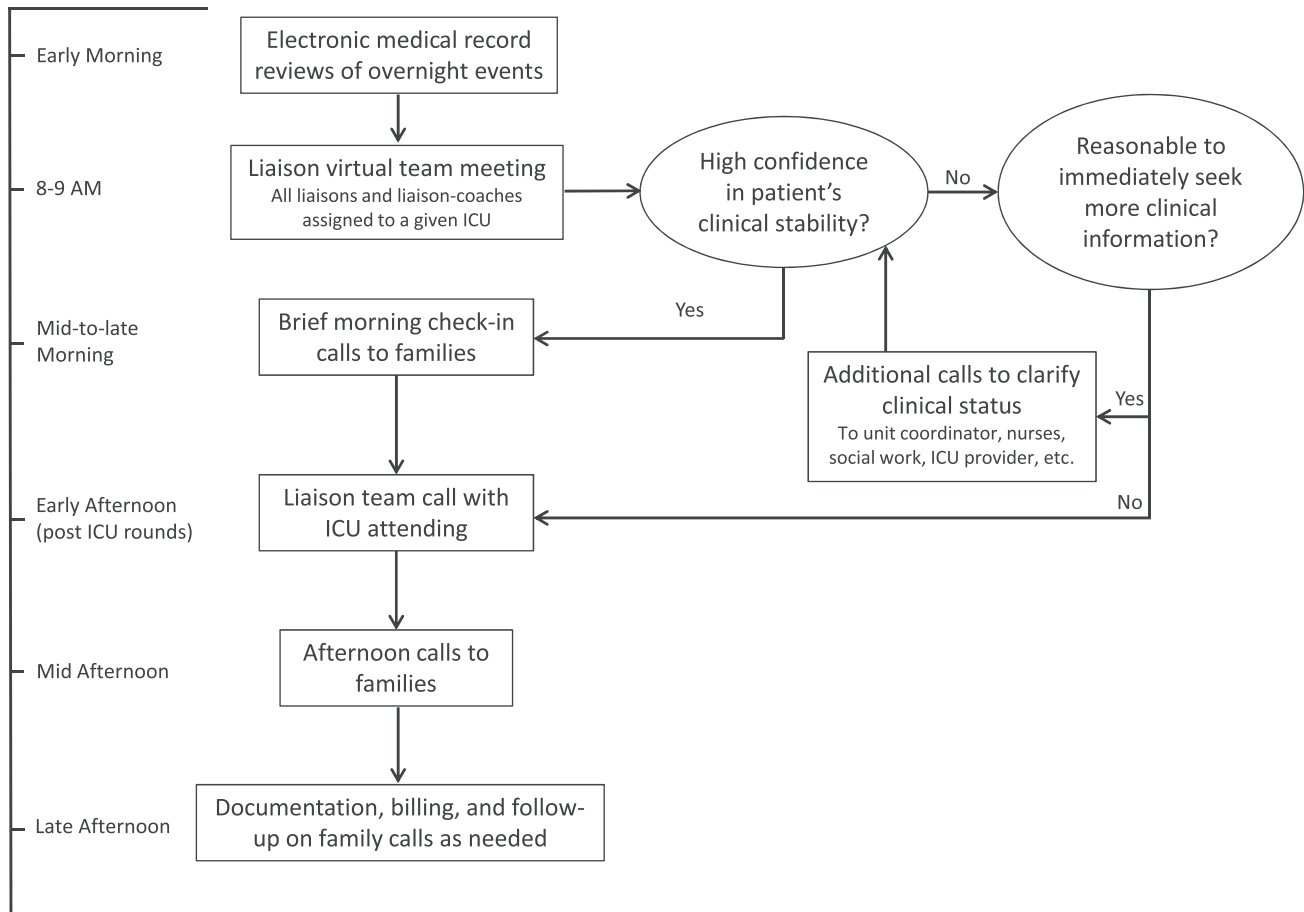 Early Morning
Electronic medical record
reviews of overnight events
8-9 AM
Liaison virtual team meeting
All liaisons and liaison-coaches
assigned to a given ICU
High confidence
in patient’s
clinical stability?
No
Reasonable to
immediately seek
more clinical
information?
Mid-to-late
Morning
Brief morning check-in
calls to families
Yes
Additional calls to clarify
clinical status
To unit coordinator, nurses,
social work, ICU provider, etc.
Yes
Early Afternoon
(post ICU rounds)
Liaison team call with
ICU attending
No
Mid Afternoon
Afternoon calls to
families
Late Afternoon
Documentation, billing, and follow-
up on family calls as needed